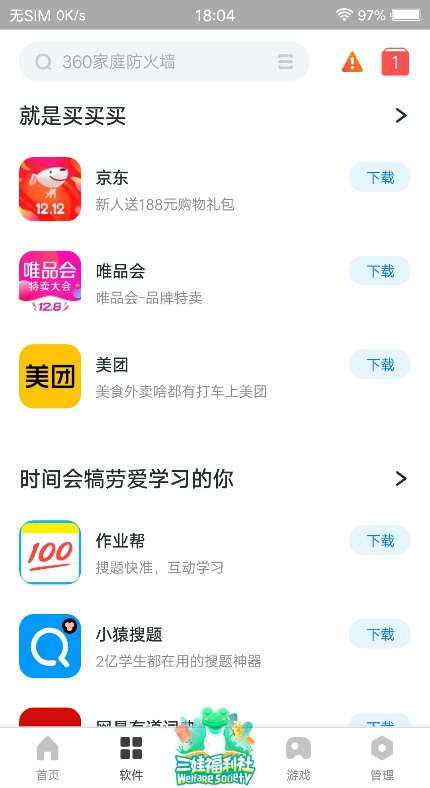 无SIM 0K/s
18:04
97%
360家庭防火墙
1
就是买买买
京东
新人送188元购物礼包
下载
12.12
唯品会
特卖大会
12.8
唯品会
唯品会-品牌特卖
下载
美团
美团
美食外卖啥都有打车上美团
下载
时间会犒劳爱学习的你
100
作业帮
搜题快准，互动学习
下载
小猿搜题
2亿学生都在用的搜题神器
下载
网易有道词典
下载
三娃福利社
Welfare Society
首页
软件
游戏
管理